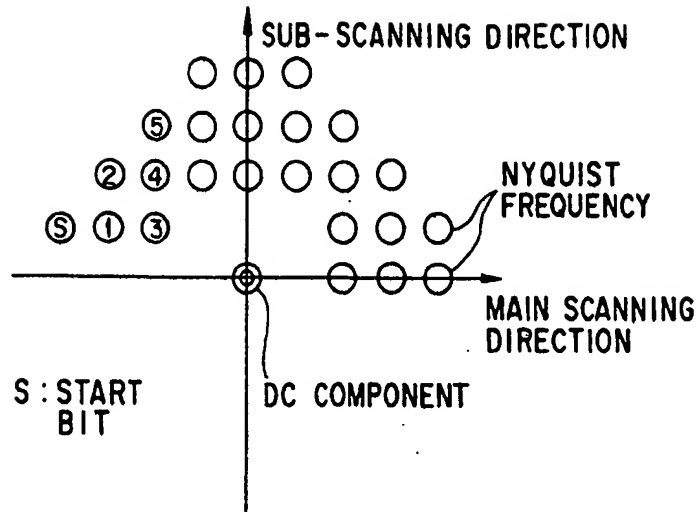 SUB-SCANNING DIRECTION
5
2 4
S 1 3
NYQUIST
FREQUENCY
MAIN SCANNING
DIRECTION
S : START
BIT
DC COMPONENT